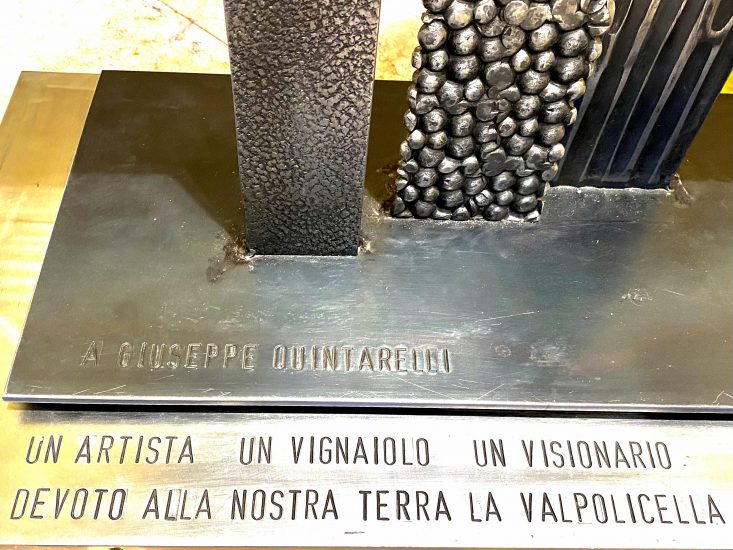 A GIUSEPPE QUINTARELLI
UN ARTISTA UN VIGNAIOLO UN VISIONARIO
DEVOTO ALLA NOSTRA TERRA LA VALPOLICELLA